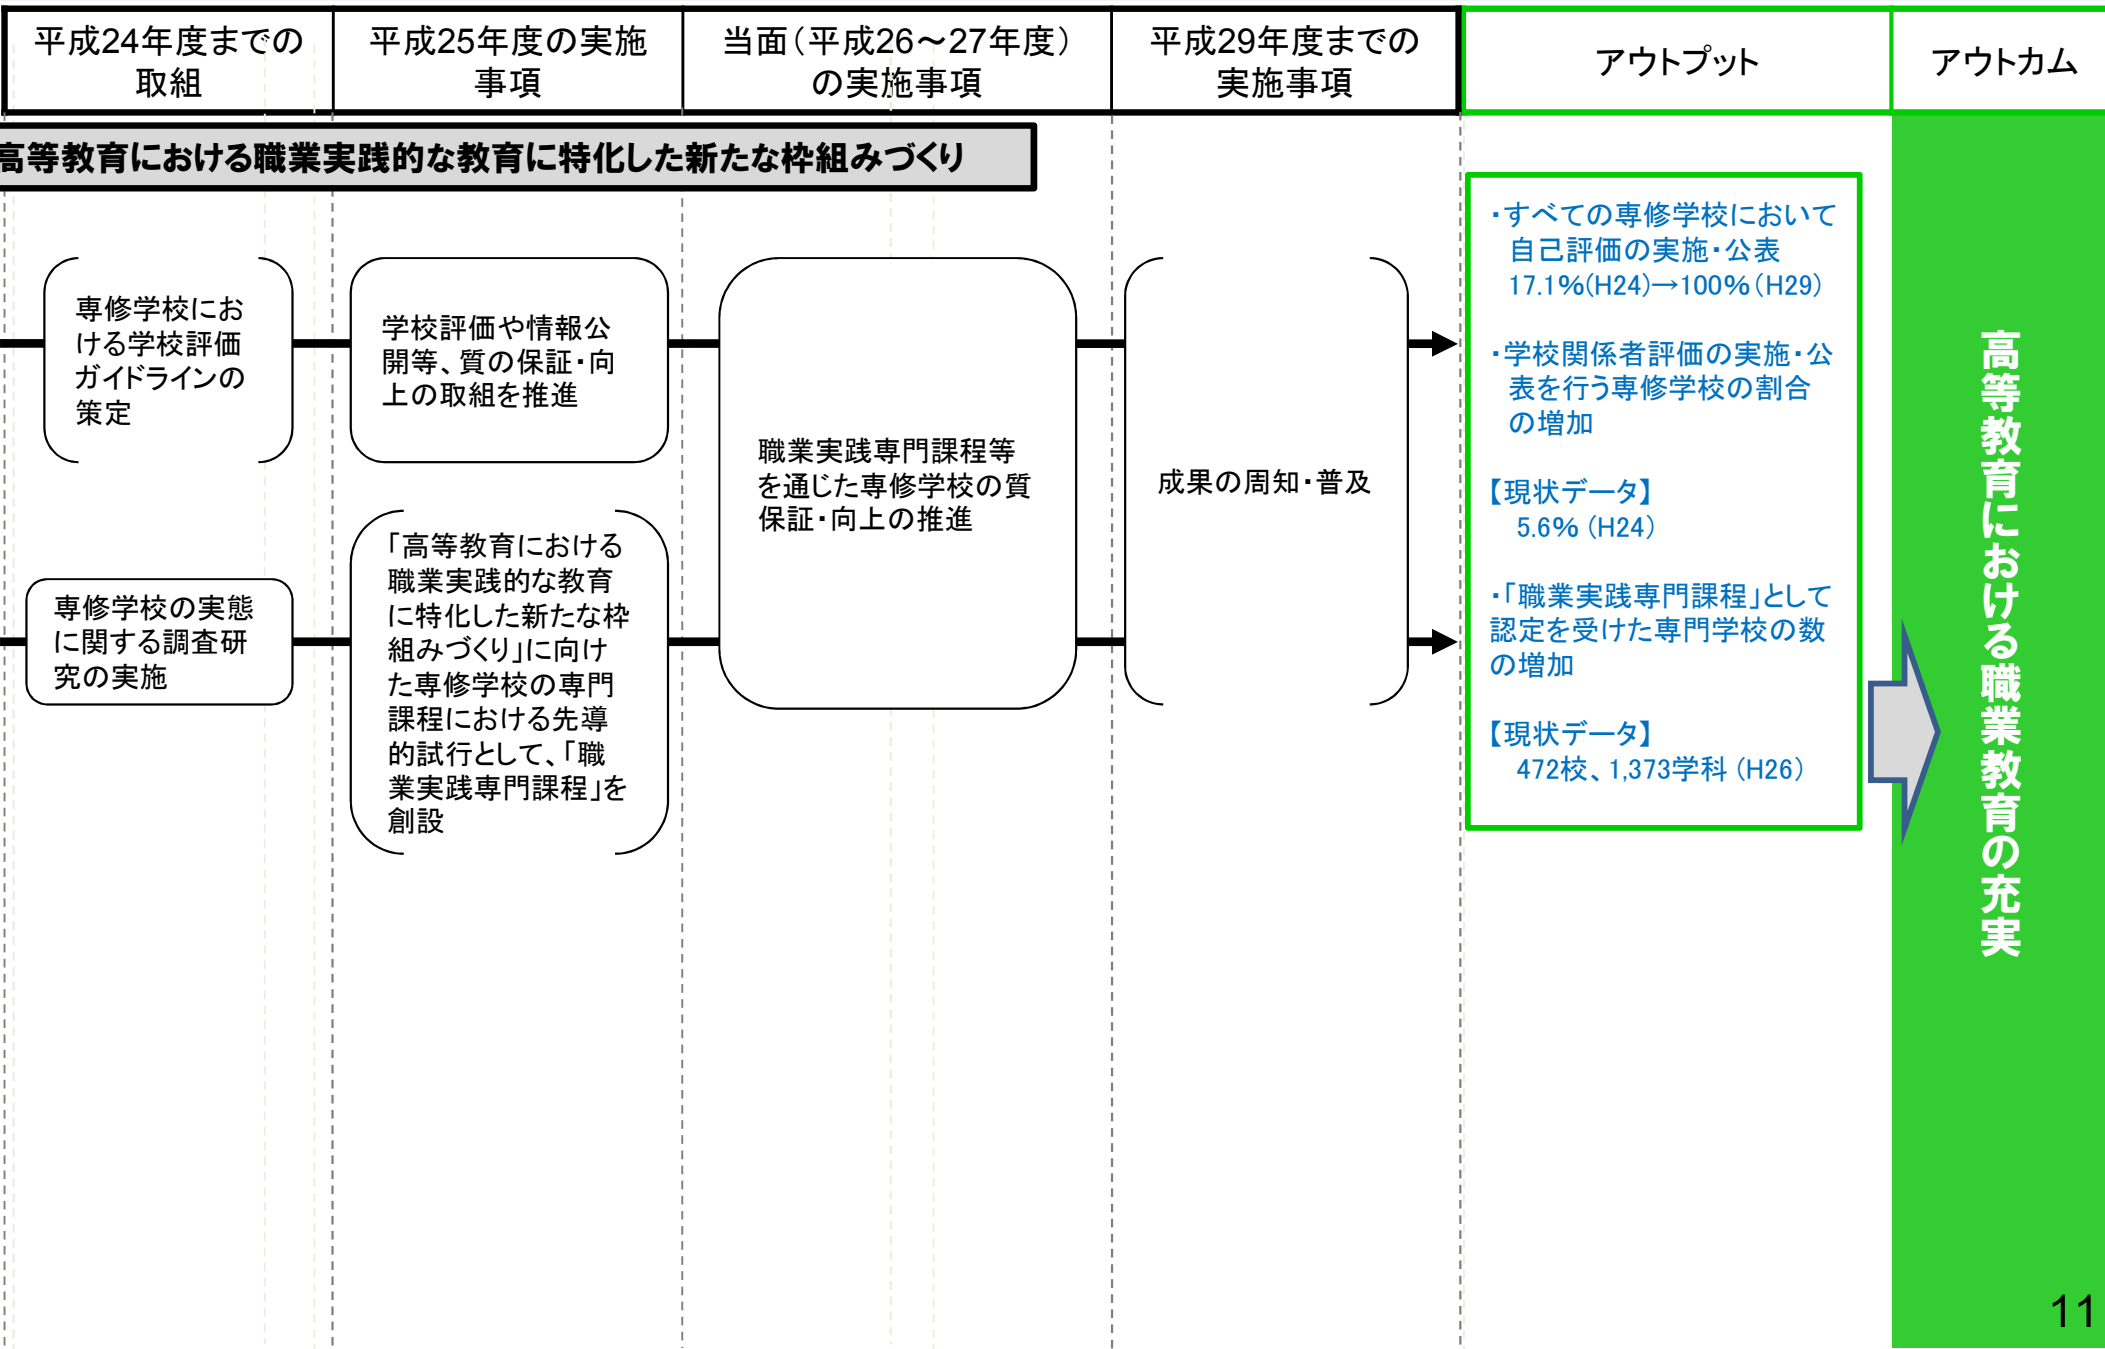 平成24年度までの
取組
平成25年度の実施
事項
当面（平成26～27年度）
の実施事項
平成29年度までの
実施事項
アウトプット
アウトカム
高等教育における職業実践的な教育に特化した新たな枠組みづくり
専修学校にお
ける学校評価
ガイドラインの
策定
専修学校の実態
に関する調査研
究の実施
学校評価や情報公
開等、質の保証・向
上の取組を推進
「高等教育における
職業実践的な教育
に特化した新たな枠
組みづくり」に向け
た専修学校の専門
課程における先導
的試行として、「職
業実践専門課程」を
創設
職業実践専門課程等
を通じた専修学校の質
保証・向上の推進
成果の周知・普及
・すべての専修学校において
自己評価の実施・公表
17.1％(H24)→100％（H29）
・学校関係者評価の実施・公
表を行う専修学校の割合
の増加
【現状データ】
5.6％ (H24)
・「職業実践専門課程」として
認定を受けた専門学校の数
の増加
【現状データ】
472校、1,373学科 (H26)
高等教育における職業教育の充実
11